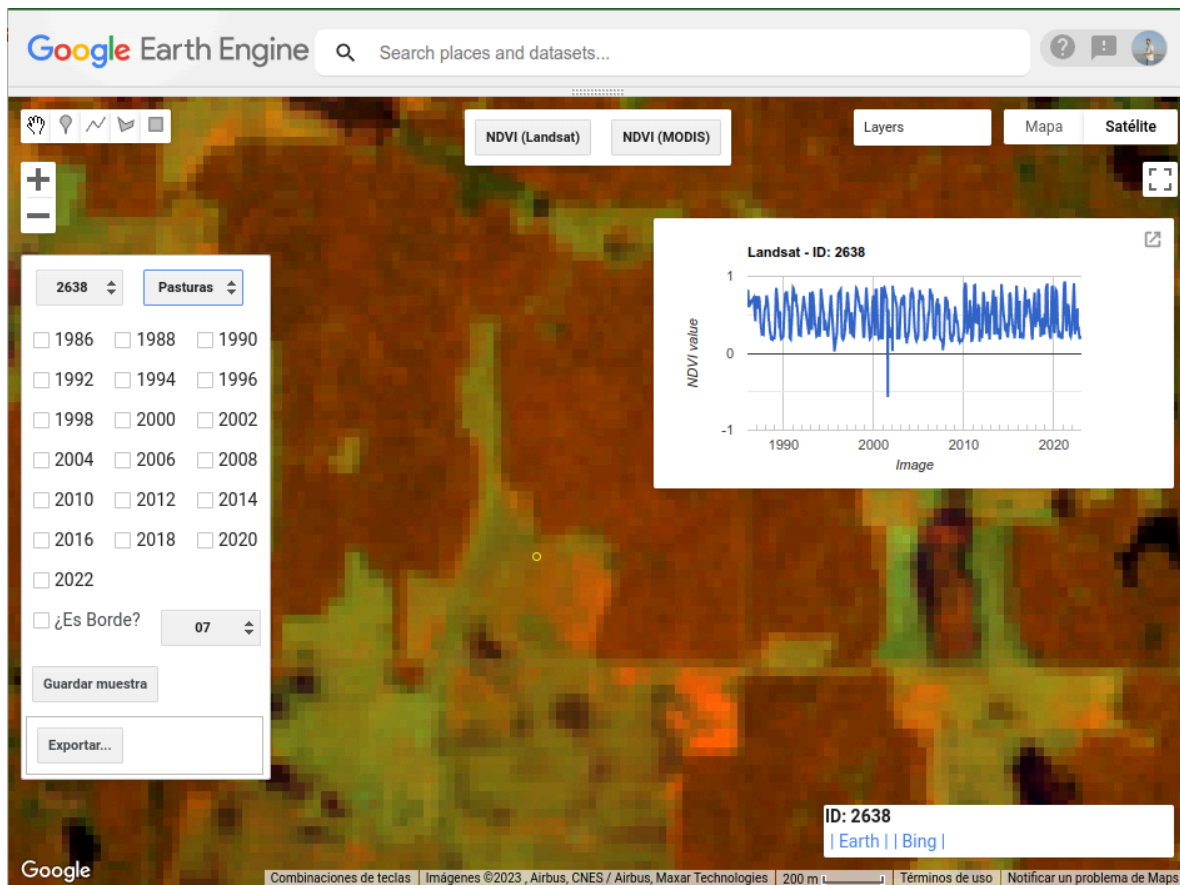 Google Earth Engine
Search places and datasets...
NDVI (Landsat)
NDVI (MODIS)
Layers
Mapa
Satélite
2638
Pasturas
1986 1988 1990
1992 1994 1996
1998 2000 2002
2004 2006 2008
2010 2012 2014
2016 2018 2020
2022
¿Es Borde?
07
Guardar muestra
Exportar...
Landsat - ID: 2638
1
0
-1
NDVI value
1990 2000 2010 2020
Image
ID: 2638
| Earth | | Bing |
Google
Combinaciones de teclas
Imágenes ©2023 , Airbus, CNES / Airbus, Maxar Technologies
200 m
Términos de uso
Notificar un problema de Maps